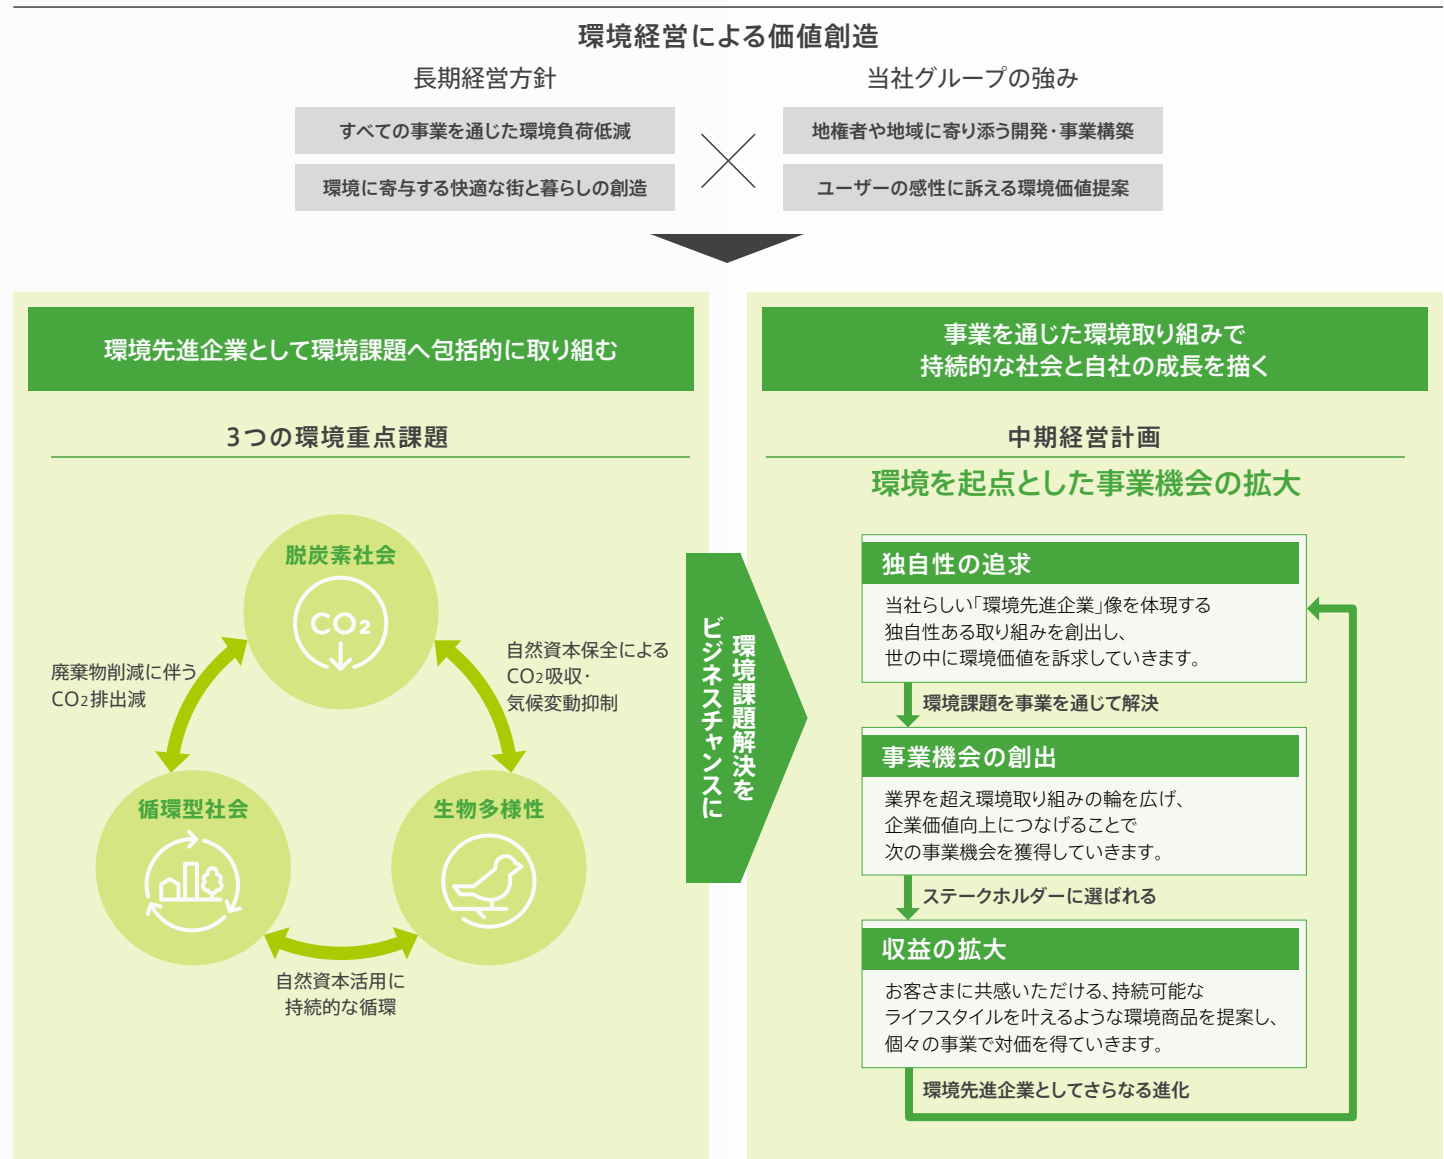 環境経営による価値創造
長期経営方針
すべての事業を通じた環境負荷低減
環境に寄与する快適な街と暮らしの創造
当社グループの強み
地権者や地域に寄り添う開発・事業構築
ユーザーの感性に訴える環境価値提案
環境先進企業として環境課題へ包括的に取り組む
3つの環境重点課題
脱炭素社会
CO2
廃棄物削減に伴う
CO2排出減
自然資本保全による
CO2吸収・
気候変動抑制
循環型社会
生物多様性
自然資本活用に
持続的な循環
環境課題解決を
ビジネスチャンスに
事業を通じた環境取り組みで
持続的な社会と自社の成長を描く
中期経営計画
環境を起点とした事業機会の拡大
独自性の追求
当社らしい「環境先進企業」像を体現する
独自性ある取り組みを創出し、
世の中に環境価値を訴求していきます。
環境課題を事業を通じて解決
事業機会の創出
業界を超え環境取り組みの輪を広げ、
企業価値向上につなげることで
次の事業機会を獲得していきます。
ステークホルダーに選ばれる
収益の拡大
お客さまに共感いただける、持続可能な
ライフスタイルを叶えるような環境商品を提案し、
個々の事業で対価を得ていきます。
環境先進企業としてさらなる進化